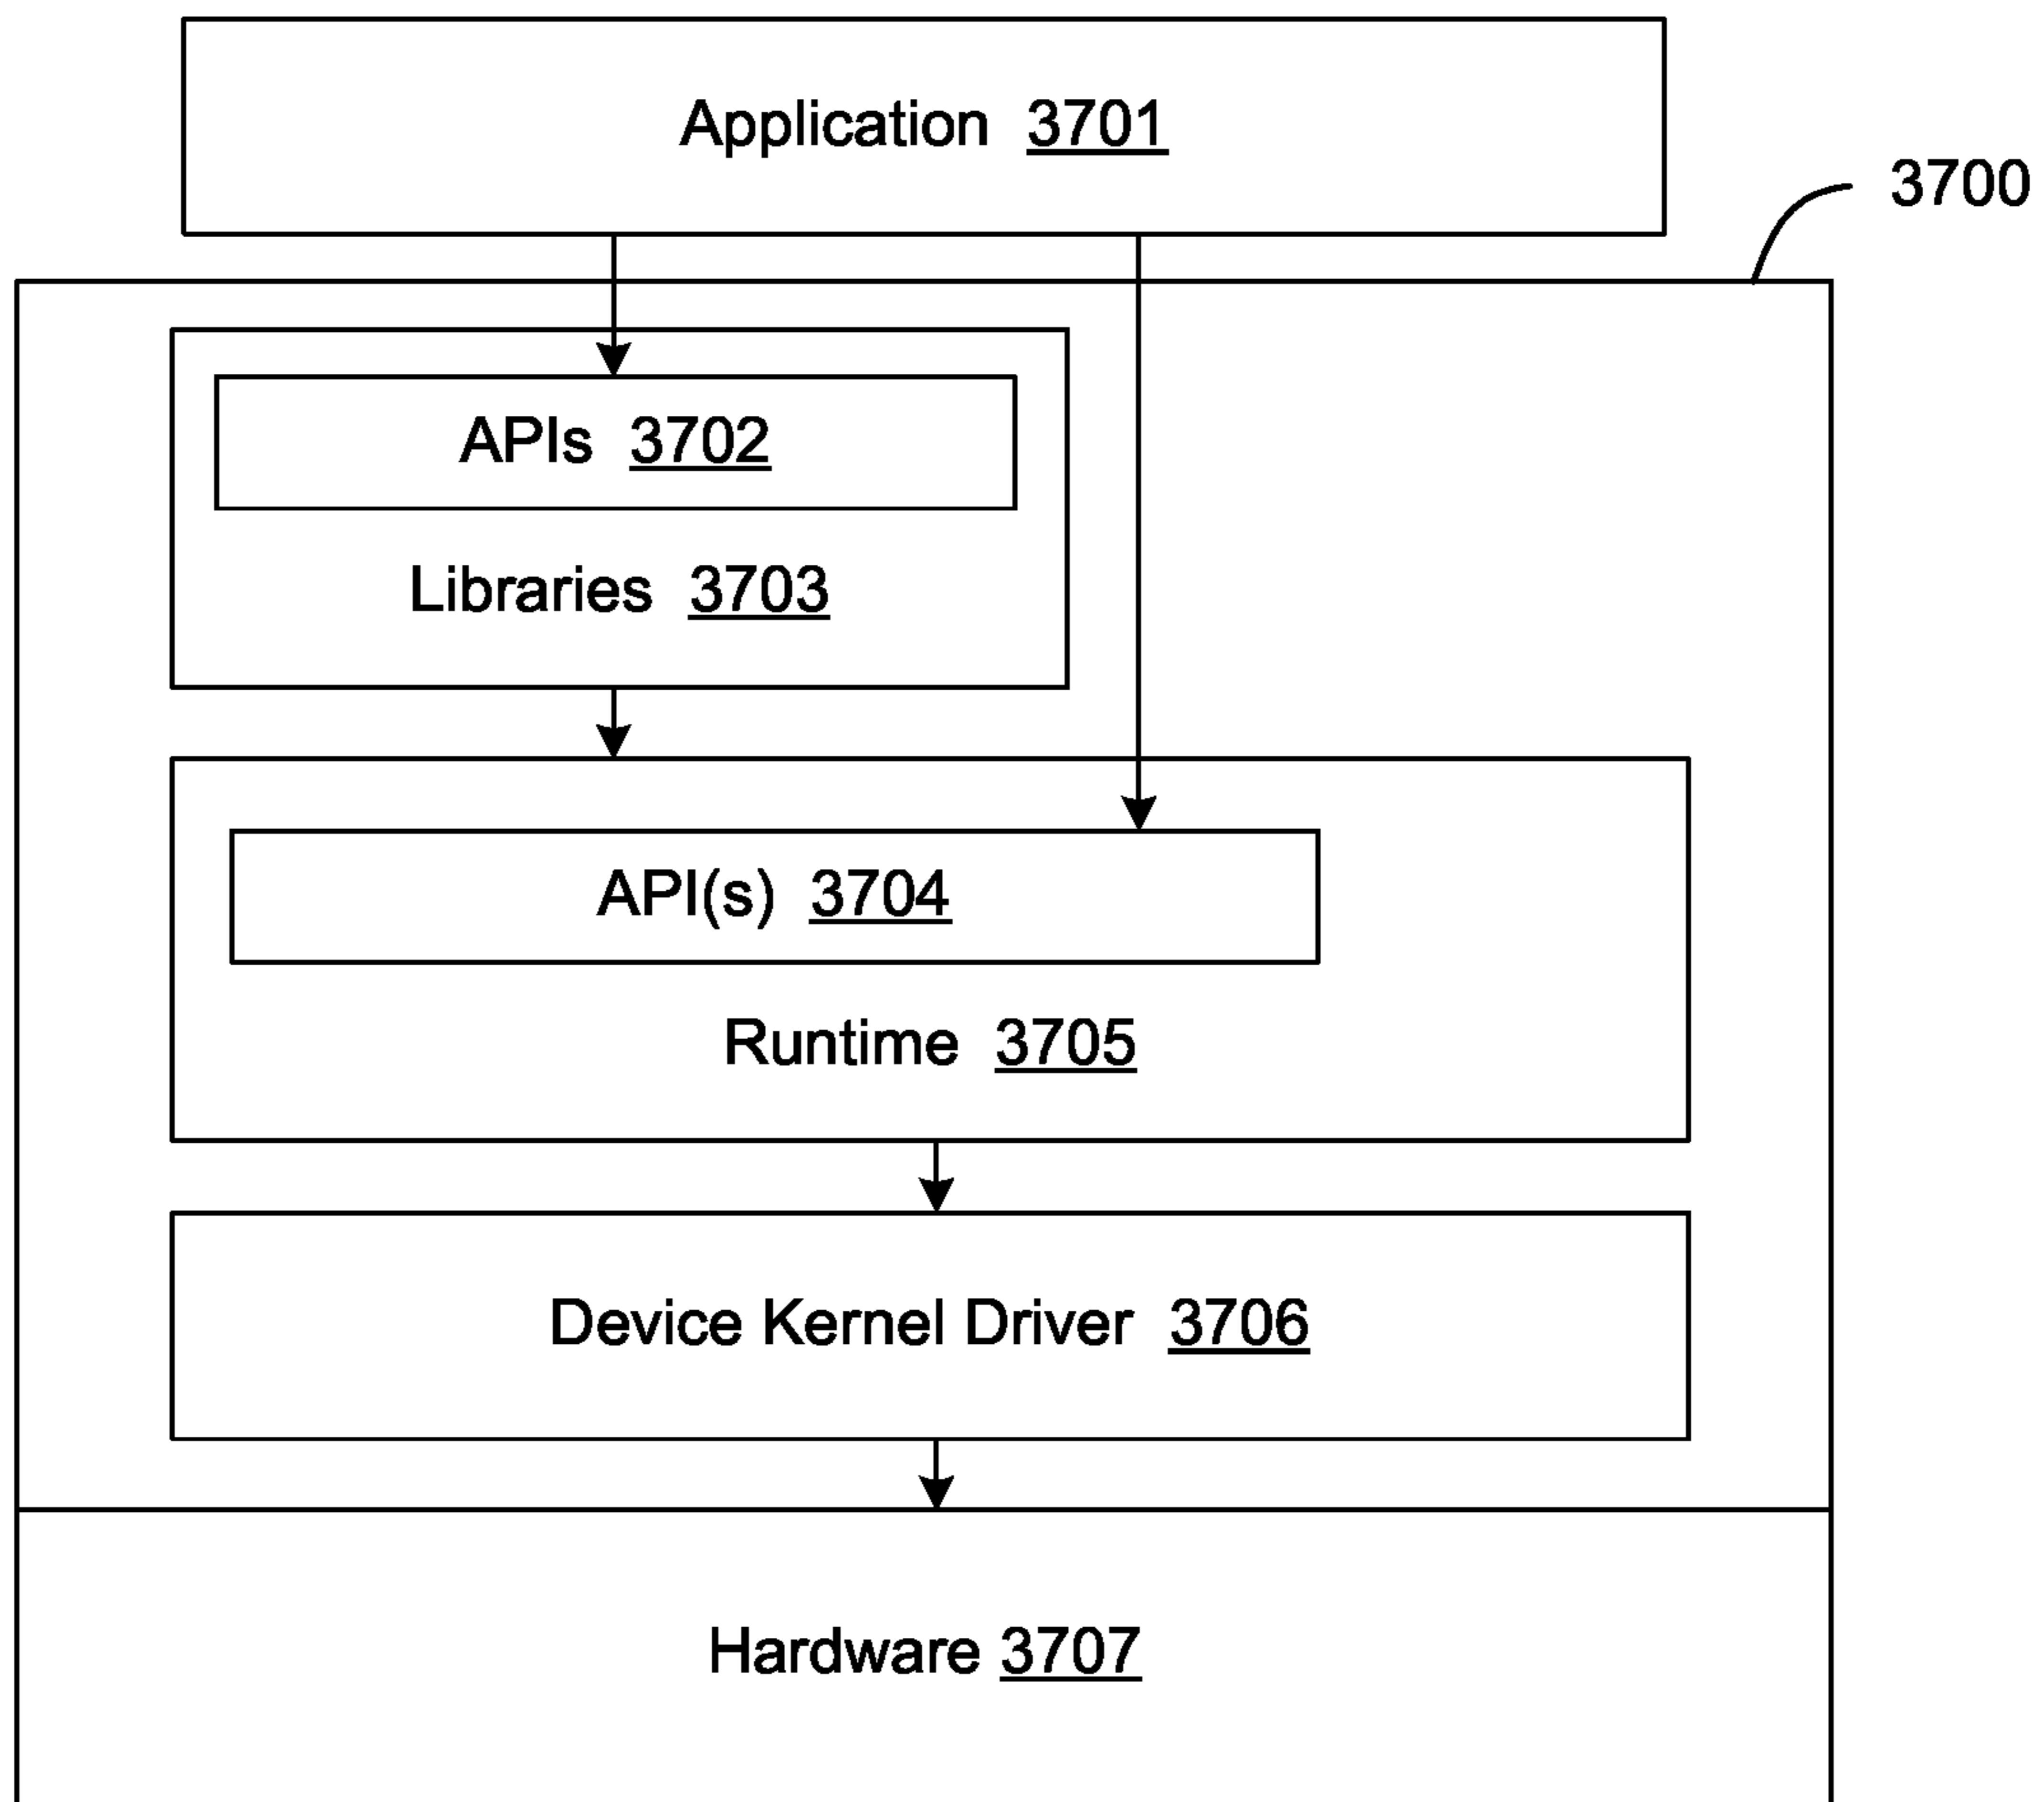 Application 3701
3700
APIs 3702
Libraries 3703
API(s) 3704
Runtime 3705
Device Kernel Driver 3706
Hardware 3707